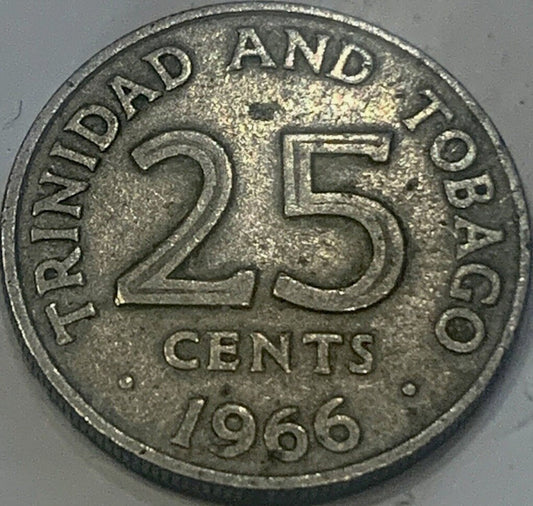 TRINIDAD AND TOBAGO
25
CENTS
1966